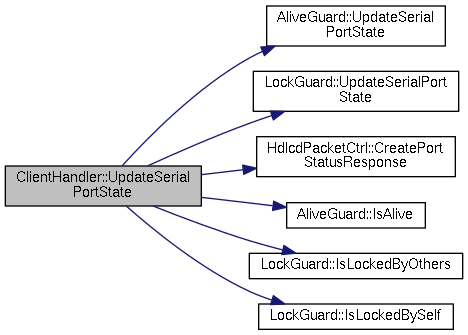 AliveGuard::UpdateSerial
PortState
LockGuard::UpdateSerialPort
State
HdlcdPacketCtrl::CreatePort
StatusResponse
ClientHandler::UpdateSerial
PortState
AliveGuard::IsAlive
LockGuard::IsLockedByOthers
LockGuard::IsLockedBySelf